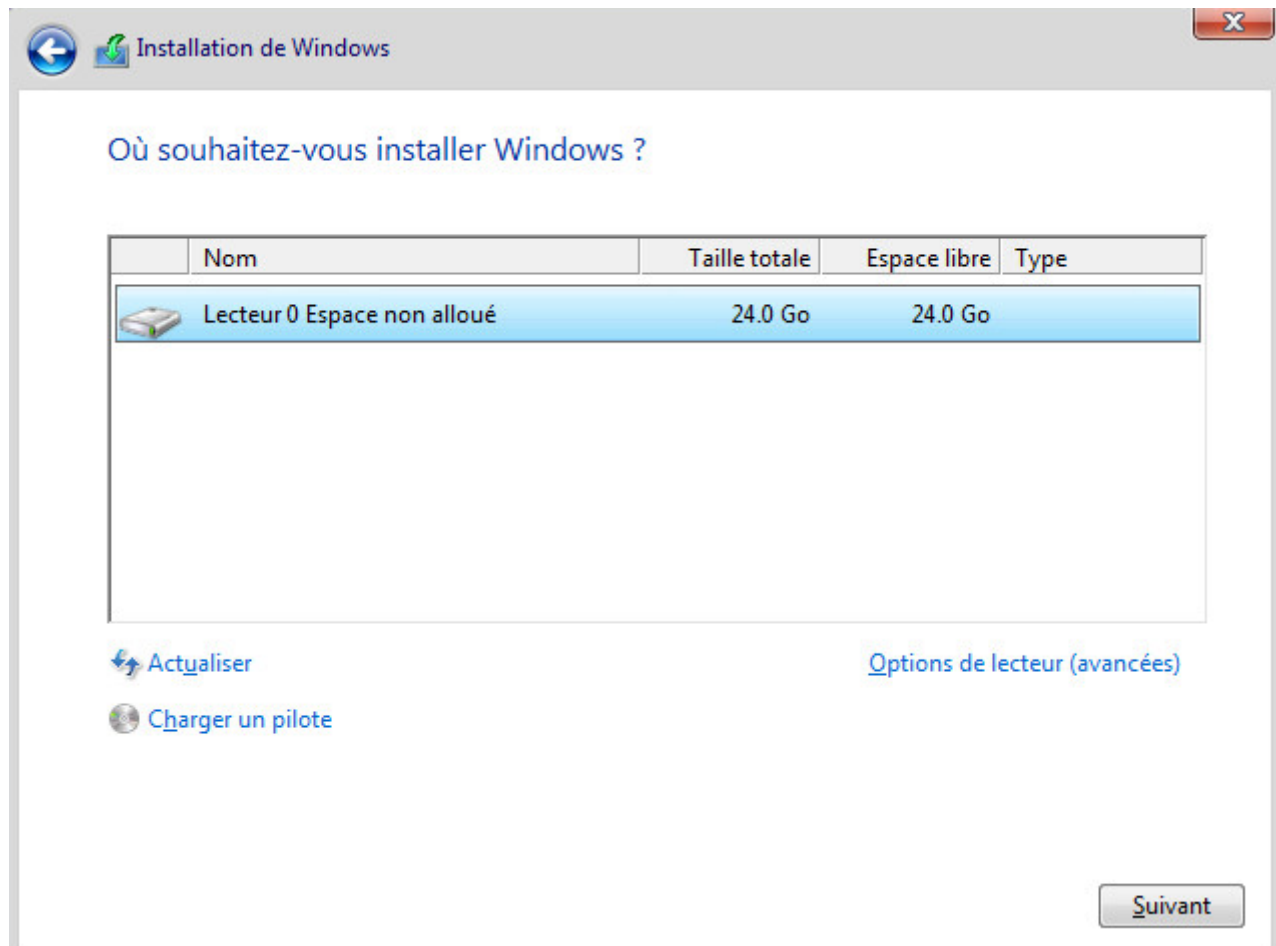 Installation de Windows
Où souhaitez-vous installer Windows ?
Nom Taille totale Espace libre Type
Lecteur 0 Espace non alloué 24.0 Go 24.0 Go
Actualiser Options de lecteur (avancées)
Charger un pilote
Suivant